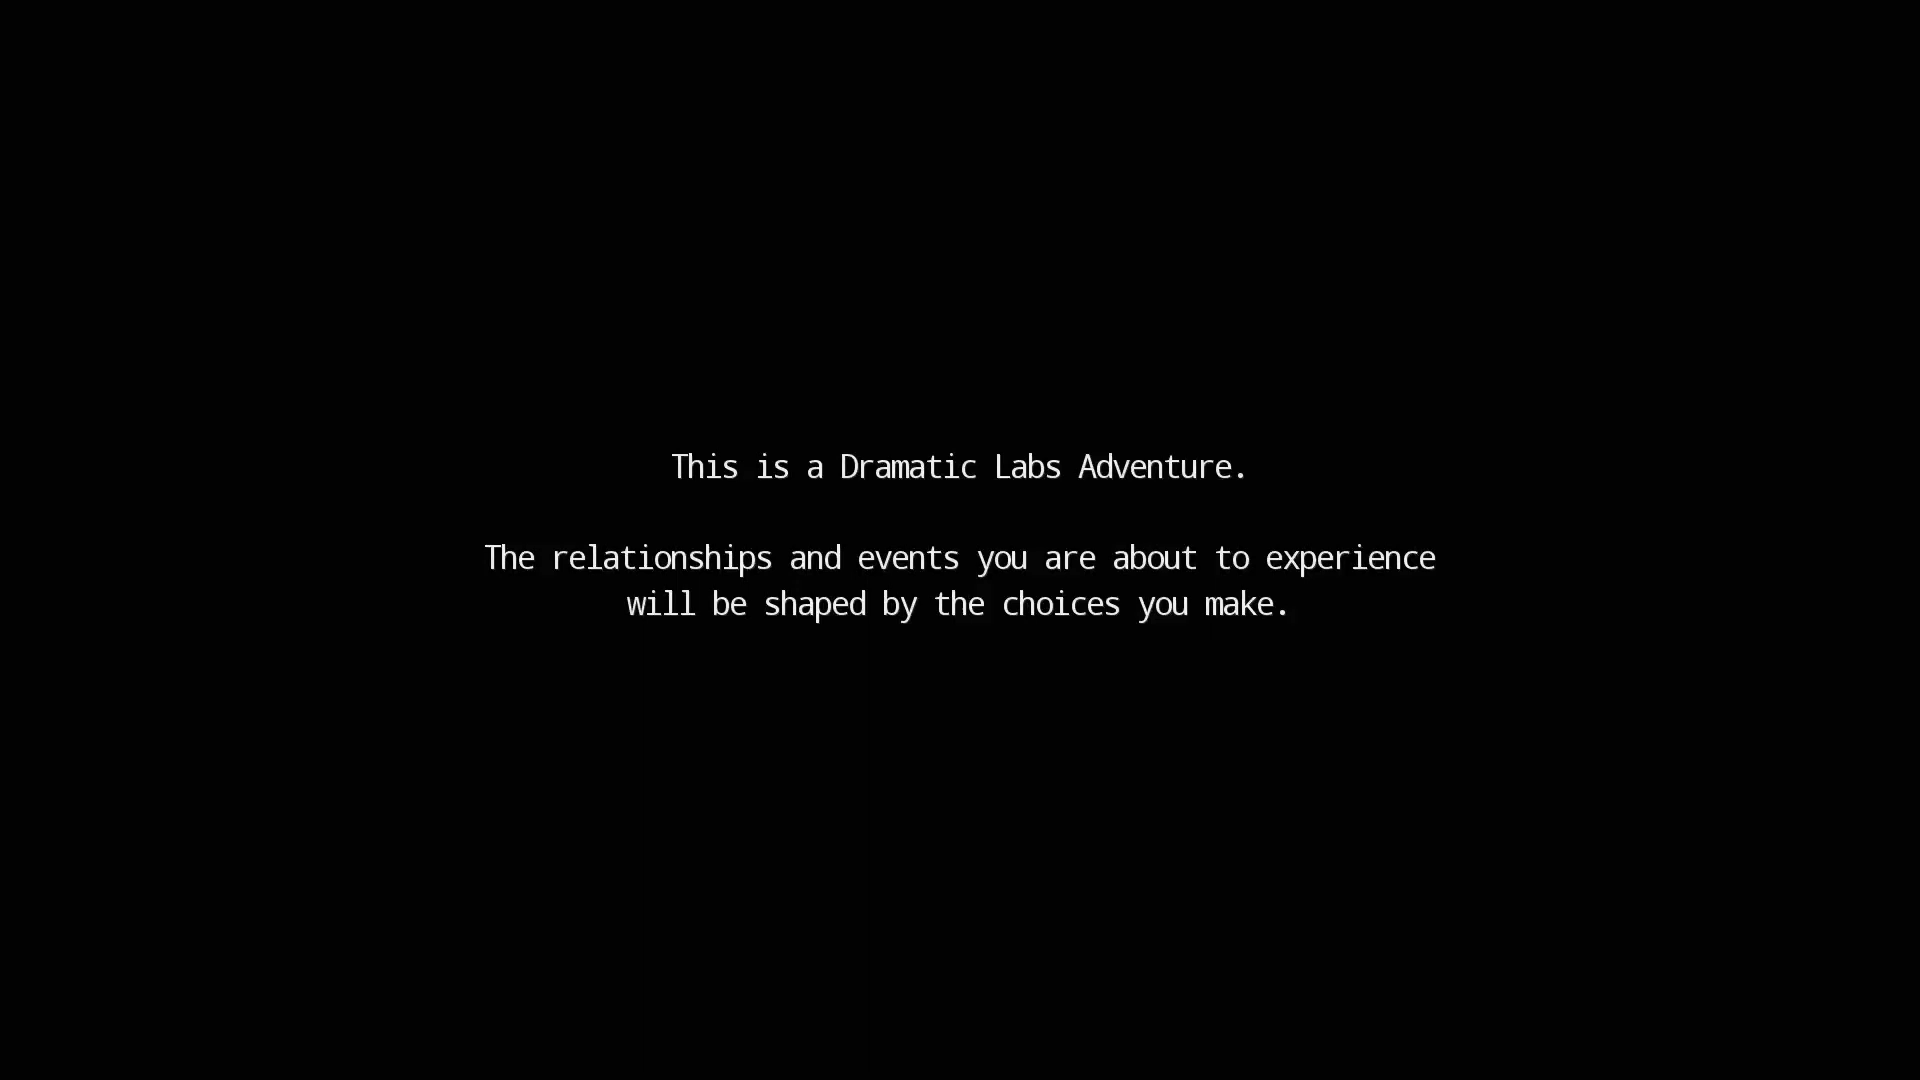 This is a Dramatic Labs Adventure.
The relationships and events you are about to experience
will be shaped by the choices you make.